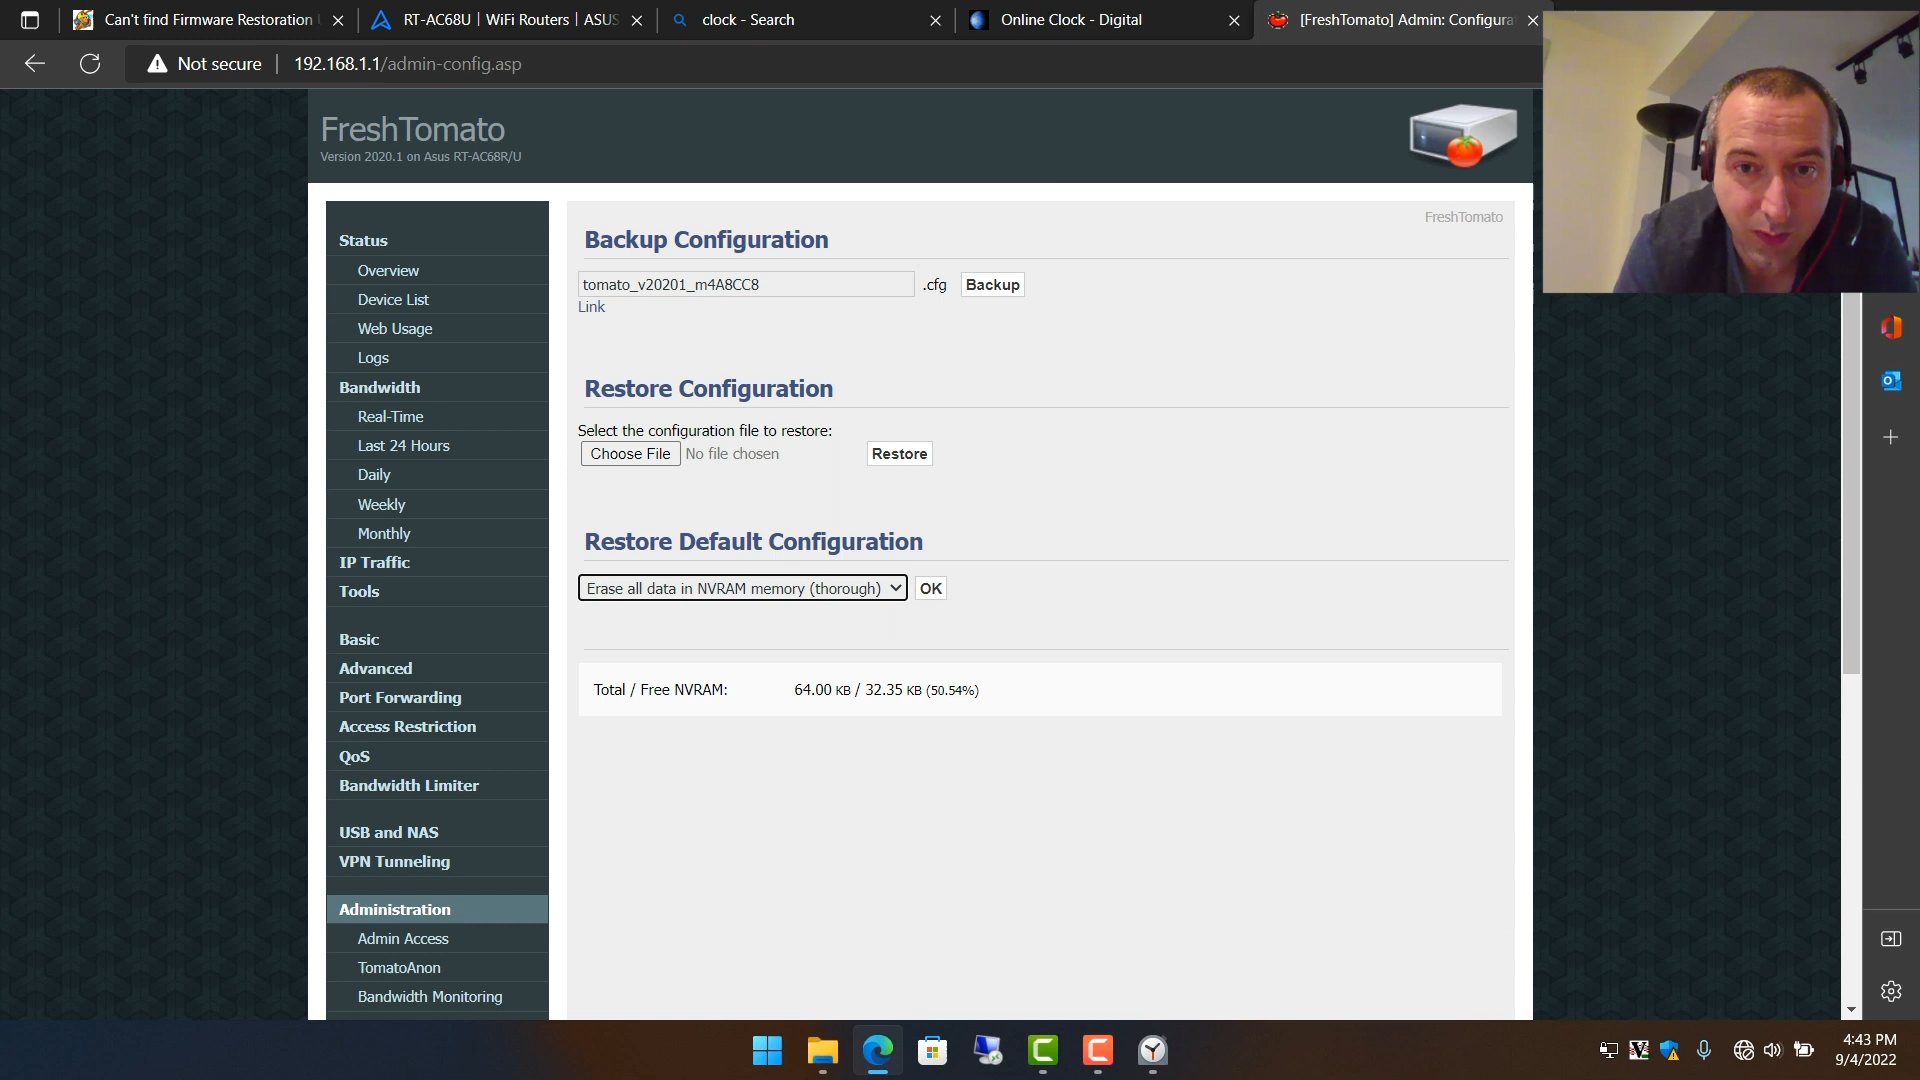 Can't find Firmware Restoration
RT-AC68U | WiFi Routers | ASUS
clock - Search
Online Clock - Digital
[FreshTomato] Admin: Configura
Not secure
192.168.1.1/admin-config.asp
FreshTomato
Version 2020.1 on Asus RT-AC68R/U
FreshTomato
Status
Overview
Device List
Web Usage
Logs
Bandwidth
Real-Time
Last 24 Hours
Daily
Weekly
Monthly
IP Traffic
Tools
Basic
Advanced
Port Forwarding
Access Restriction
QoS
Bandwidth Limiter
USB and NAS
VPN Tunneling
Administration
Admin Access
TomatoAnon
Bandwidth Monitoring
Backup Configuration
tomato_v20201_m4A8CC8 .cfg Backup
Link
Restore Configuration
Select the configuration file to restore:
Choose File No file chosen Restore
Restore Default Configuration
Erase all data in NVRAM memory (thorough) OK
Total / Free NVRAM: 64.00 KB / 32.35 KB (50.54%)
4:43 PM
9/4/2022